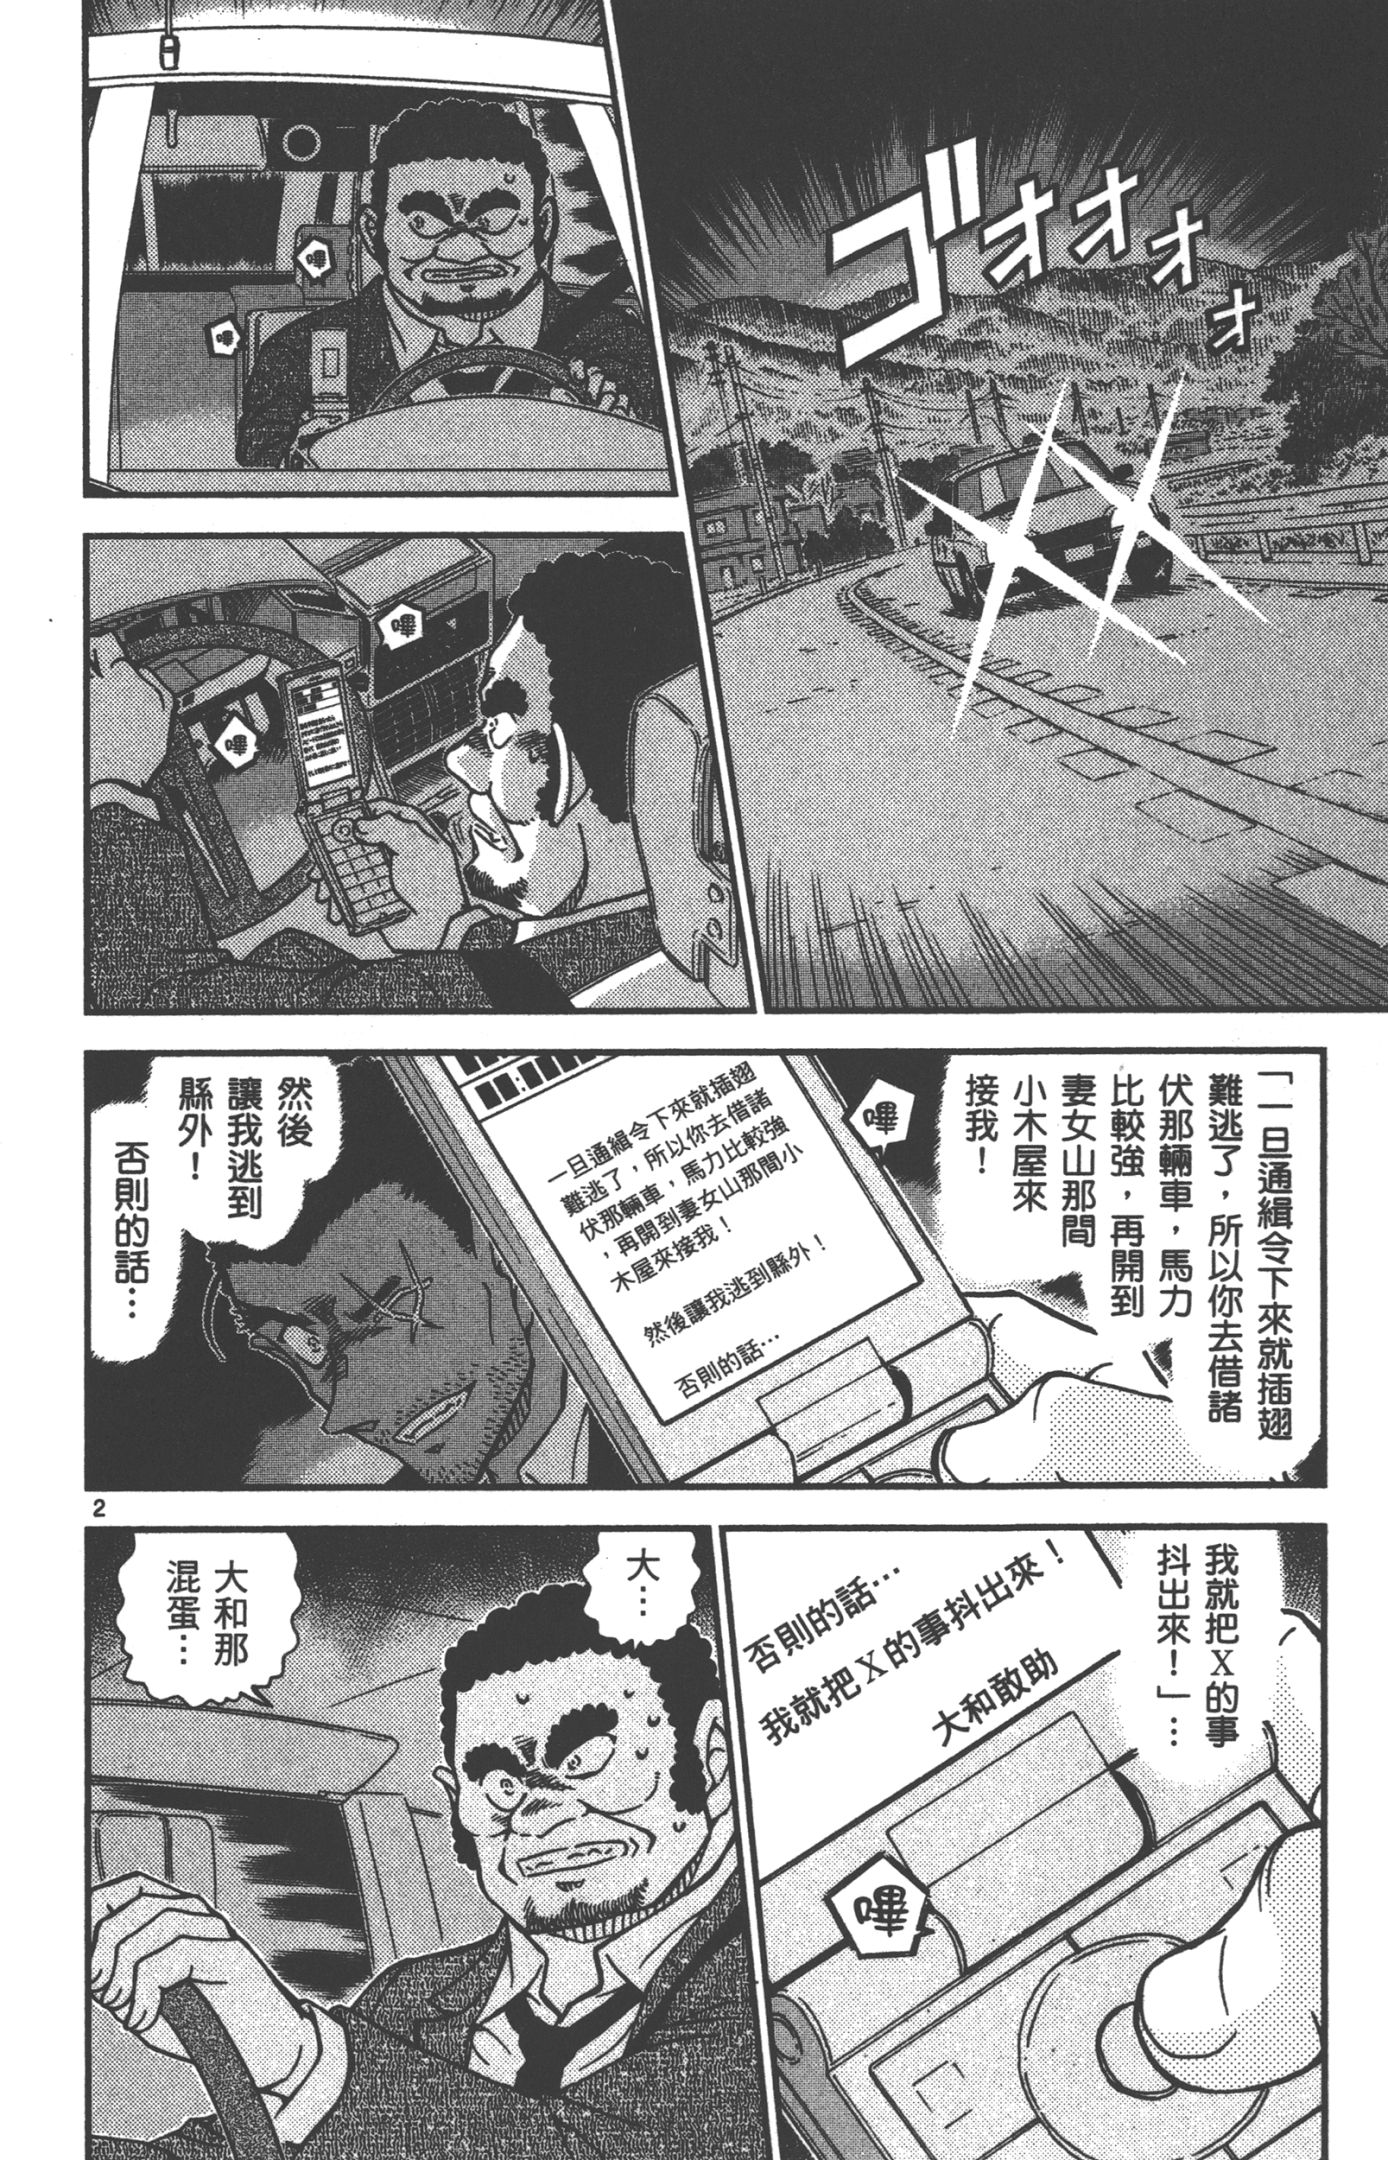 ゴオオオオ
嗶
嗶
嗶
嗶
「一旦通緝令下來就插翅
難逃了，所以你去借諸
伏那輛車，馬力
比較強，再開到
妻女山那間
小木屋來
接我！
嗶
一旦通緝令下來就插翅
難逃了，所以你去借諸
伏那輛車，馬力比較強
，再開到妻女山那間小
木屋來接我！
然後讓我逃到縣外！
否則的話…
然後
讓我逃到
縣外！
否則的話…
2
我就把X的事
抖出來！」…
否則的話…
我就把X的事抖出來！
大和敢助
嗶
大…
大和那
混蛋…